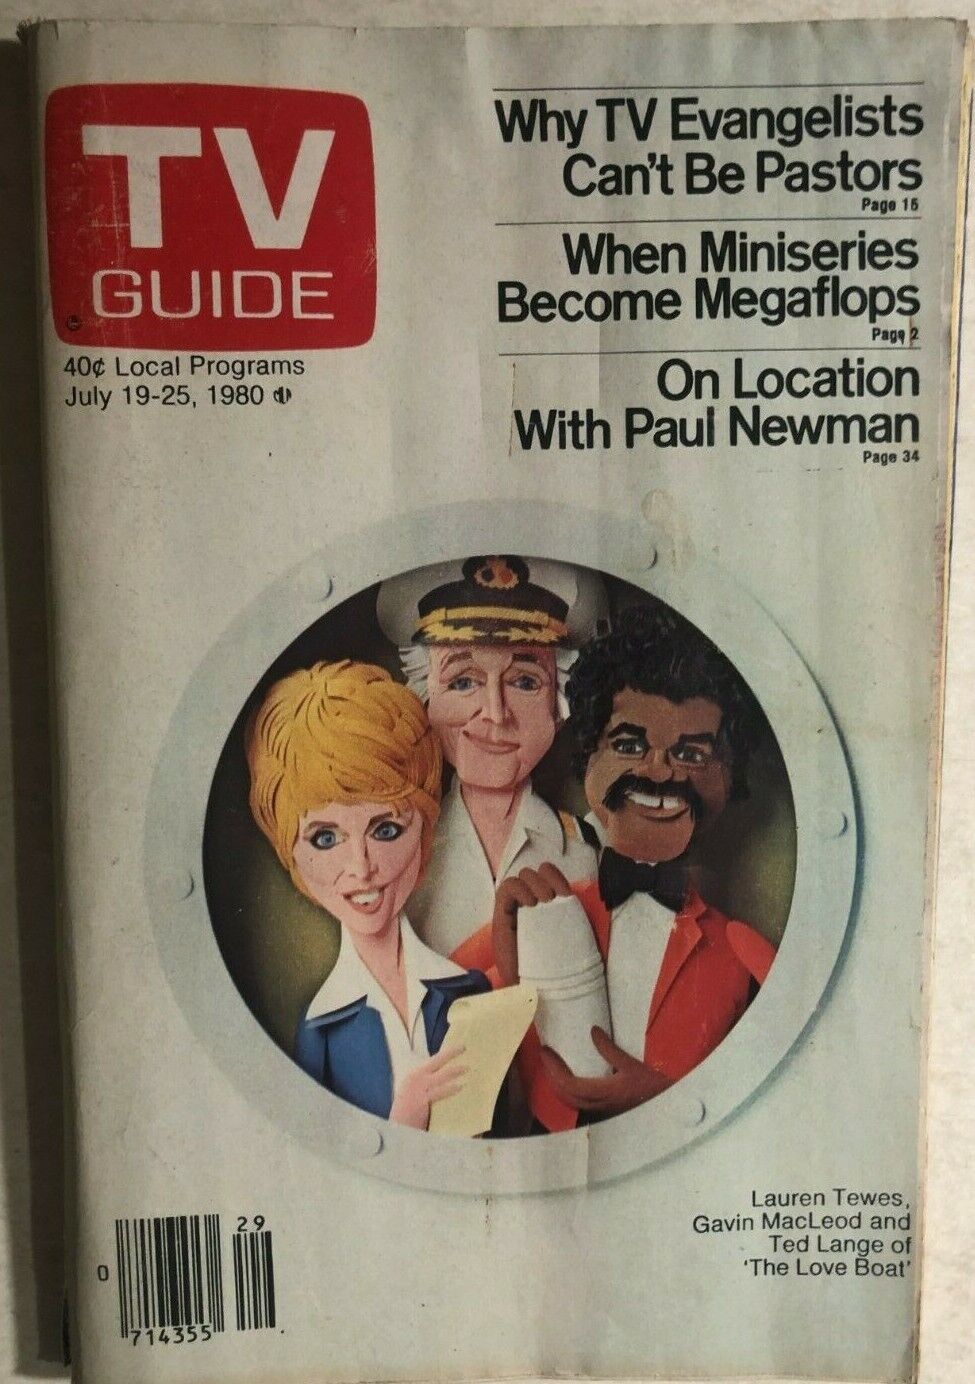 TV
GUIDE
40¢ Local Programs
July 19-25, 1980
Why TV Evangelists
Can't Be Pastors
Page 15
When Miniseries
Become Megaflops
Page 2
On Location
With Paul Newman
Page 34
Lauren Tewes,
Gavin MacLeod and
Ted Lange of
'The Love Boat'
29
0
714355